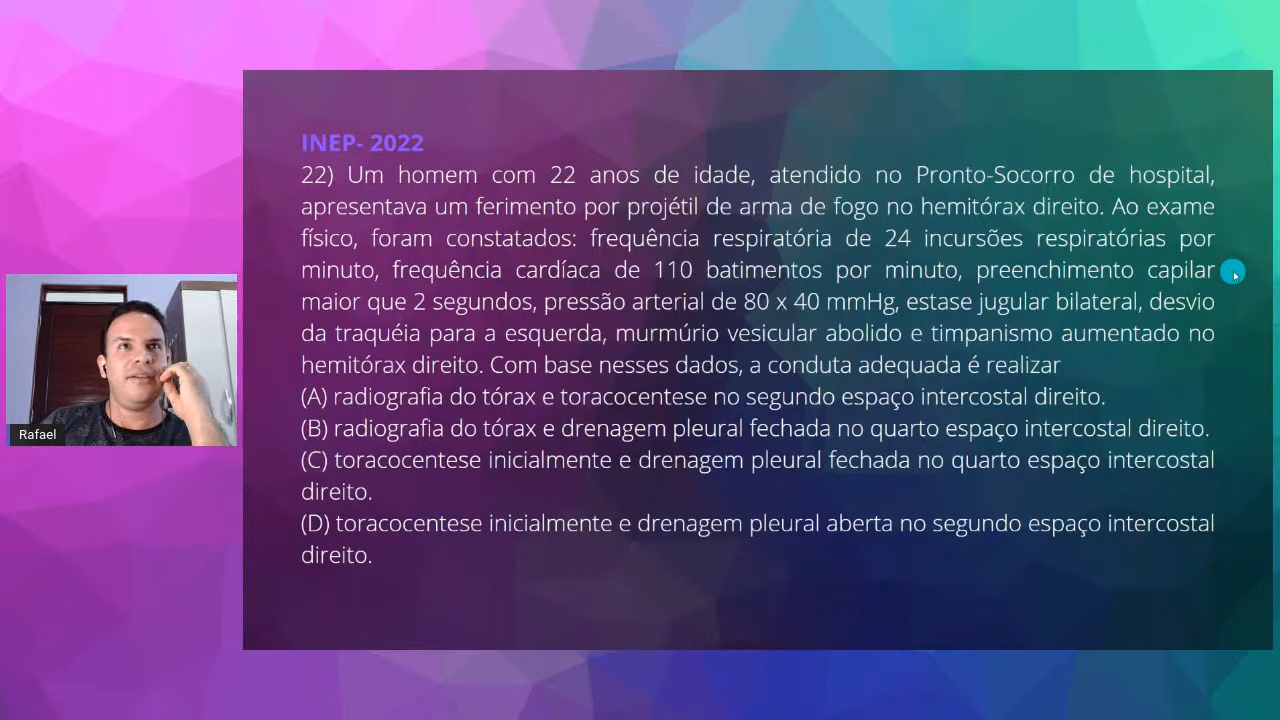 INEP- 2022
22) Um homem com 22 anos de idade, atendido no Pronto-Socorro de hospital,
apresentava um ferimento por projétil de arma de fogo no hemitórax direito. Ao exame
físico, foram constatados: frequência respiratória de 24 incursões respiratórias por
minuto, frequência cardíaca de 110 batimentos por minuto, preenchimento capilar
maior que 2 segundos, pressão arterial de 80 x 40 mmHg, estase jugular bilateral, desvio
da traquéia para a esquerda, murmúrio vesicular abolido e timpanismo aumentado no
hemitórax direito. Com base nesses dados, a conduta adequada é realizar
(A) radiografia do tórax e toracocentese no segundo espaço intercostal direito.
(B) radiografia do tórax e drenagem pleural fechada no quarto espaço intercostal direito.
(C) toracocentese inicialmente e drenagem pleural fechada no quarto espaço intercostal
direito.
(D) toracocentese inicialmente e drenagem pleural aberta no segundo espaço intercostal
direito.
Rafael